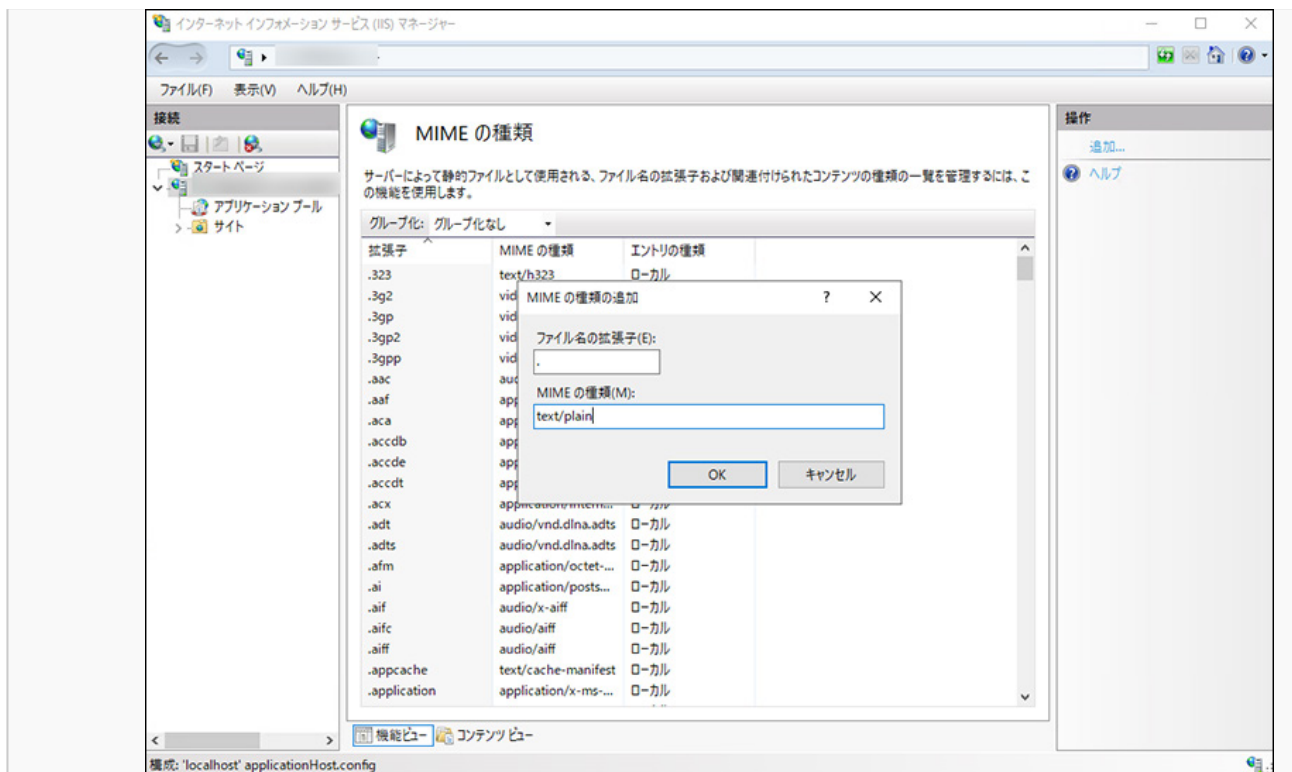 インターネット インフォメーション サービス (IIS) マネージャー
ファイル(F) 表示(V) ヘルプ(H)
接続
スタート ページ
アプリケーション プール
サイト
MIME の種類
サーバーによって静的ファイルとして使用される、ファイル名の拡張子および関連付けられたコンテンツの種類の一覧を管理するには、こ
の機能を使用します。
グループ化: グループ化なし
拡張子 MIME の種類 エントリの種類
.323 text/h323 ローカル
.3g2 vid
.3gp vid
.3gp2 vid
.3gpp vid
.aac
.aaf app
.aca app
.accdb app
.accde app
.accdt app
.acx
.adt audio/vnd.dlna.adts ローカル
.adts audio/vnd.dlna.adts ローカル
.afm application/octet-... ローカル
.ai application/posts... ローカル
.aif audio/x-aiff ローカル
.aifc audio/aiff ローカル
.aiff audio/aiff ローカル
.appcache text/cache-manifest ローカル
.application application/x-ms-... ローカル
MIME の種類の追加 ? ×
ファイル名の拡張子(E):
.
MIME の種類(M):
text/plain
OK キャンセル
機能ビュー コンテンツ ビュー
操作
追加...
ヘルプ
構成: 'localhost' applicationHost.config